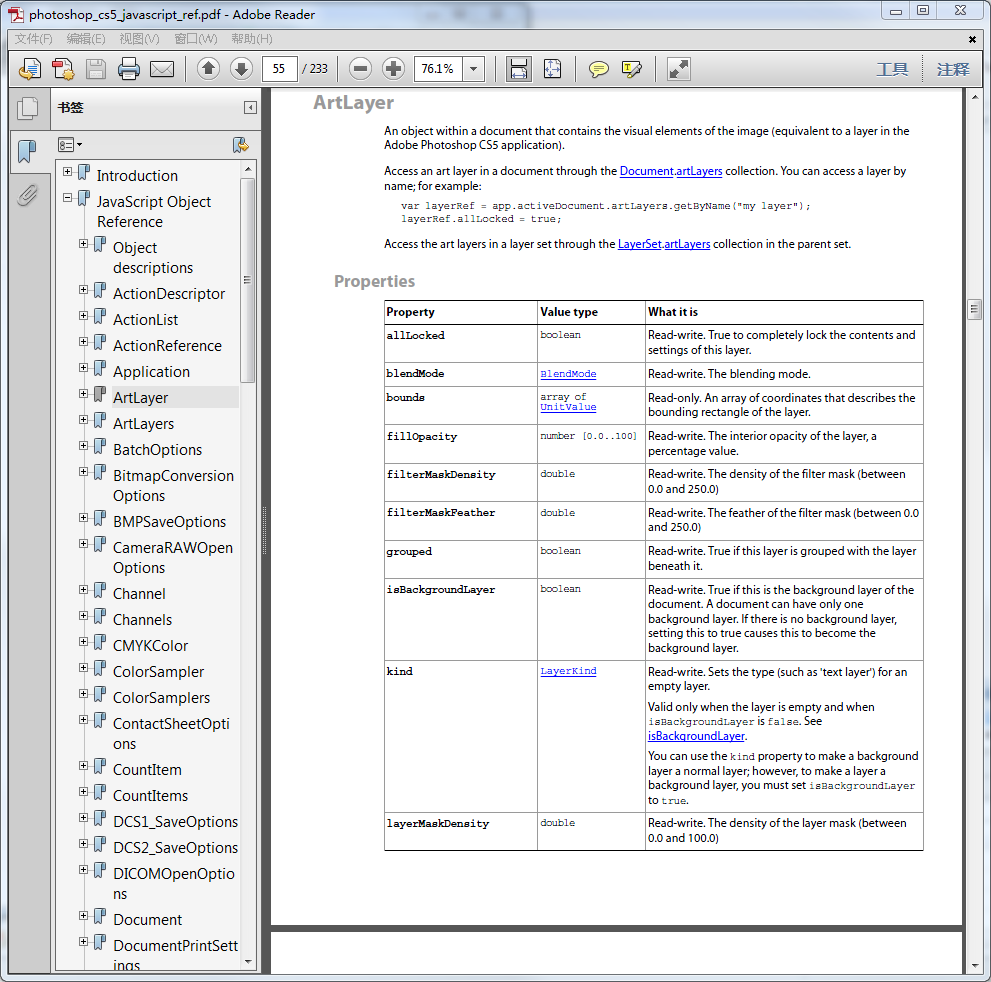 photoshop_cs5_javascript_ref.pdf - Adobe Reader
文件(F) 编辑(E) 视图(V) 窗口(W) 帮助(H)
55 / 233 76.1% 工具 注释
书签
Introduction
JavaScript Object
Reference
Object
descriptions
ActionDescriptor
ActionList
ActionReference
Application
ArtLayer
ArtLayers
BatchOptions
BitmapConversion
Options
BMPSaveOptions
CameraRAWOpen
Options
Channel
Channels
CMYKColor
ColorSampler
ColorSamplers
ContactSheetOpti
ons
CountItem
CountItems
DCS1_SaveOptions
DCS2_SaveOptions
DICOMOpenOptio
ns
Document
DocumentPrintSett
ings
ArtLayer
An object within a document that contains the visual elements of the image (equivalent to a layer in the
Adobe Photoshop CS5 application).
Access an art layer in a document through the Document.artLayers collection. You can access a layer by
name; for example:
var layerRef = app.activeDocument.artLayers.getByName("my layer");
layerRef.allLocked = true;
Access the art layers in a layer set through the LayerSet.artLayers collection in the parent set.
Properties
Property Value type What it is
allLocked boolean Read-write. True to completely lock the contents and
settings of this layer.
blendMode BlendMode Read-write. The blending mode.
bounds array of UnitValue Read-only. An array of coordinates that describes the
bounding rectangle of the layer.
fillOpacity number [0.0..100] Read-write. The interior opacity of the layer, a
percentage value.
filterMaskDensity double Read-write. The density of the filter mask (between
0.0 and 250.0)
filterMaskFeather double Read-write. The feather of the filter mask (between 0.0
and 250.0)
grouped boolean Read-write. True if this layer is grouped with the layer
beneath it.
isBackgroundLayer boolean Read-write. True if this is the background layer of the
document. A document can have only one
background layer. If there is no background layer,
setting this to true causes this to become the
background layer.
kind LayerKind Read-write. Sets the type (such as 'text layer') for an
empty layer.
Valid only when the layer is empty and when
isBackgroundLayer is false. See
isBackgroundLayer.
You can use the kind property to make a background
layer a normal layer; however, to make a layer a
background layer, you must set isBackgroundLayer
to true.
layerMaskDensity double Read-write. The density of the layer mask (between
0.0 and 100.0)